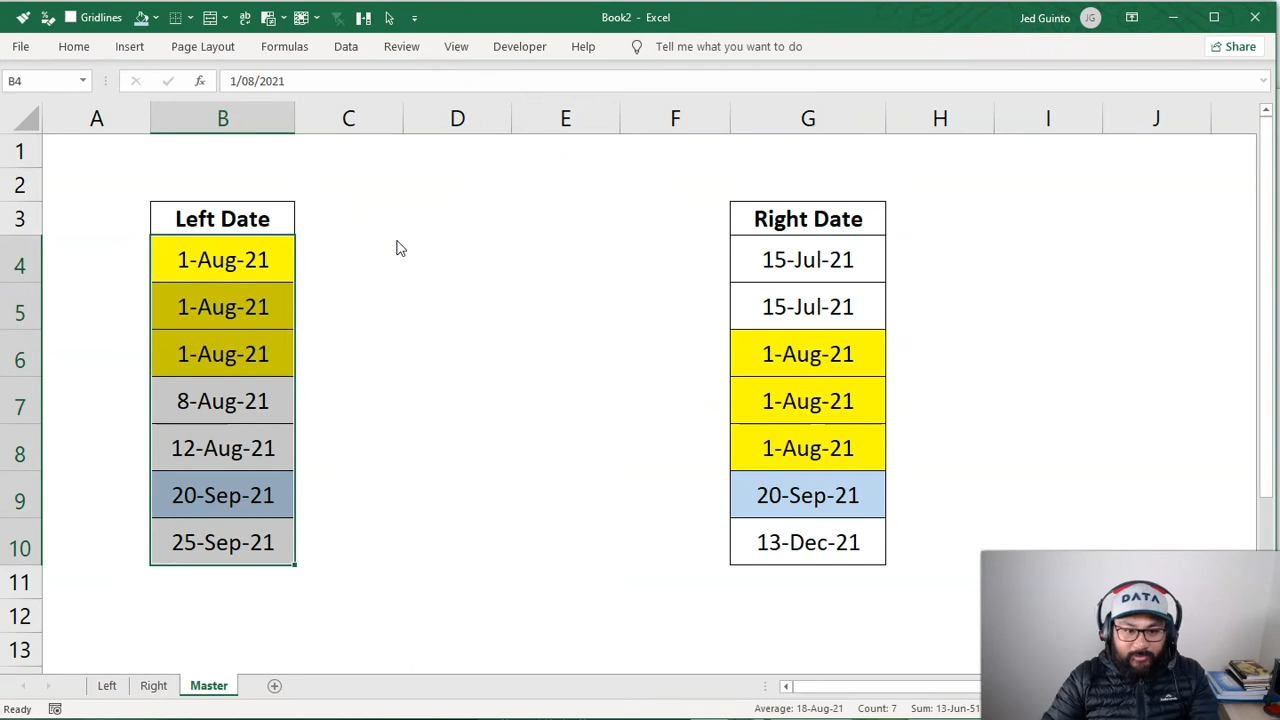 Gridlines
Book2 - Excel
Jed Guinto
JG
File
Home
Insert
Page Layout
Formulas
Data
Review
View
Developer
Help
Tell me what you want to do
Share
B4
fx
1/08/2021
A
B
C
D
E
F
G
H
I
J
1
2
3
Left Date
Right Date
4
1-Aug-21
15-Jul-21
5
1-Aug-21
15-Jul-21
6
1-Aug-21
1-Aug-21
7
8-Aug-21
1-Aug-21
8
12-Aug-21
1-Aug-21
9
20-Sep-21
20-Sep-21
10
25-Sep-21
13-Dec-21
11
12
13
DATA
Left
Right
Master
Ready
Average: 18-Aug-21
Count: 7
Sum: 13-Jun-51